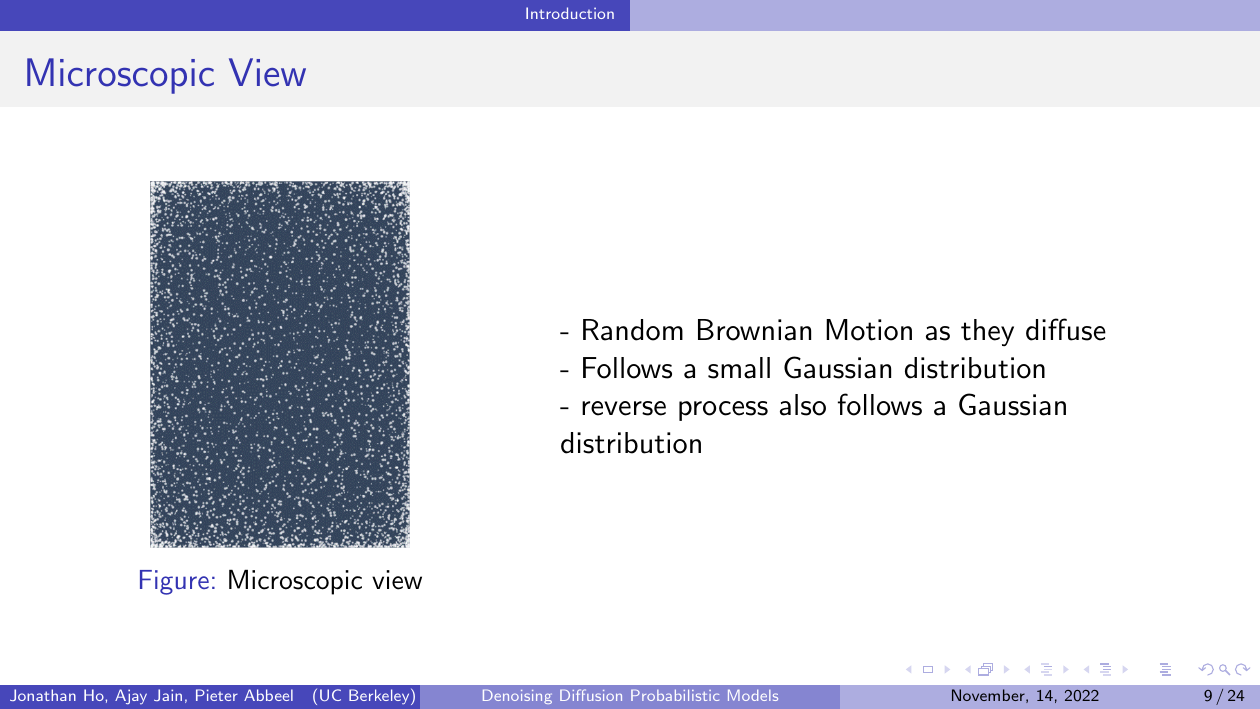 Introduction
Microscopic View
- Random Brownian Motion as they diffuse
- Follows a small Gaussian distribution
- reverse process also follows a Gaussian
distribution
Figure: Microscopic view
Jonathan Ho, Ajay Jain, Pieter Abbeel (UC Berkeley)
Denoising Diffusion Probabilistic Models
November, 14, 2022
9 / 24